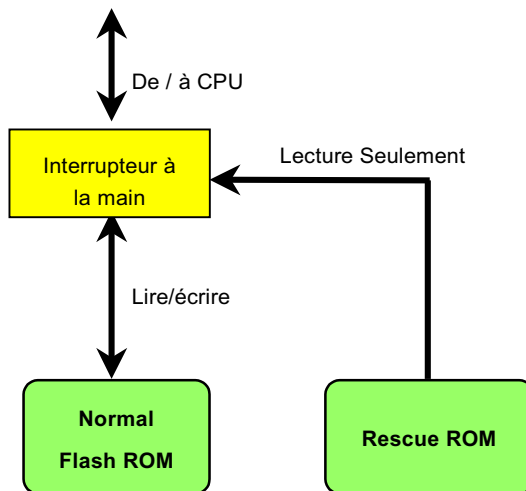 De / à CPU
Interrupteur à
la main
Lecture Seulement
Lire/écrire
Normal
Flash ROM
Rescue ROM